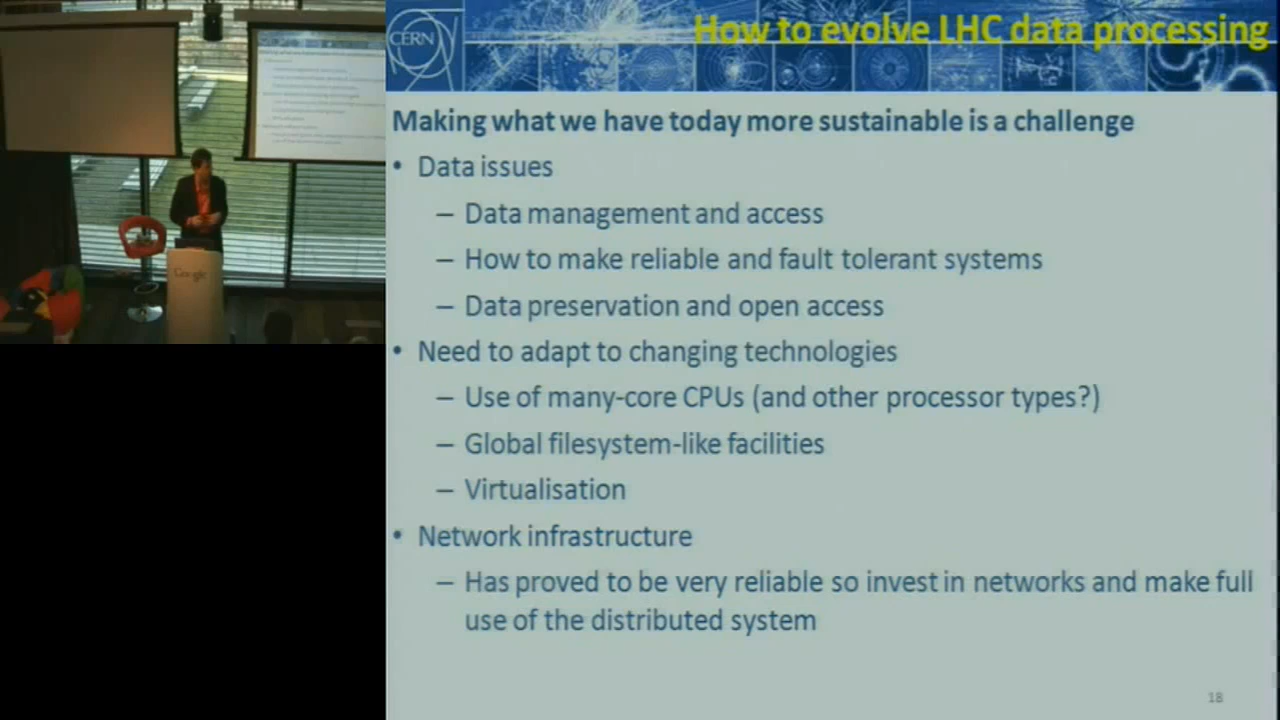 CERN
How to evolve LHC data processing
Making what we have today more sustainable is a challenge
• Data issues
– Data management and access
– How to make reliable and fault tolerant systems
– Data preservation and open access
• Need to adapt to changing technologies
– Use of many-core CPUs (and other processor types?)
– Global filesystem-like facilities
– Virtualisation
• Network infrastructure
– Has proved to be very reliable so invest in networks and make full
use of the distributed system
18
Google